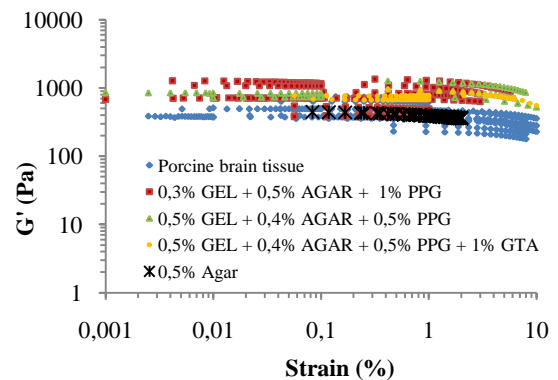 10000
1000
100
10
1
G' (Pa)
Porcine brain tissue
0,3% GEL + 0,5% AGAR + 1% PPG
0,5% GEL + 0,4% AGAR + 0,5% PPG
0,5% GEL + 0,4% AGAR + 0,5% PPG + 1% GTA
0,5% Agar
0,001 0,01 0,1 1 10
Strain (%)